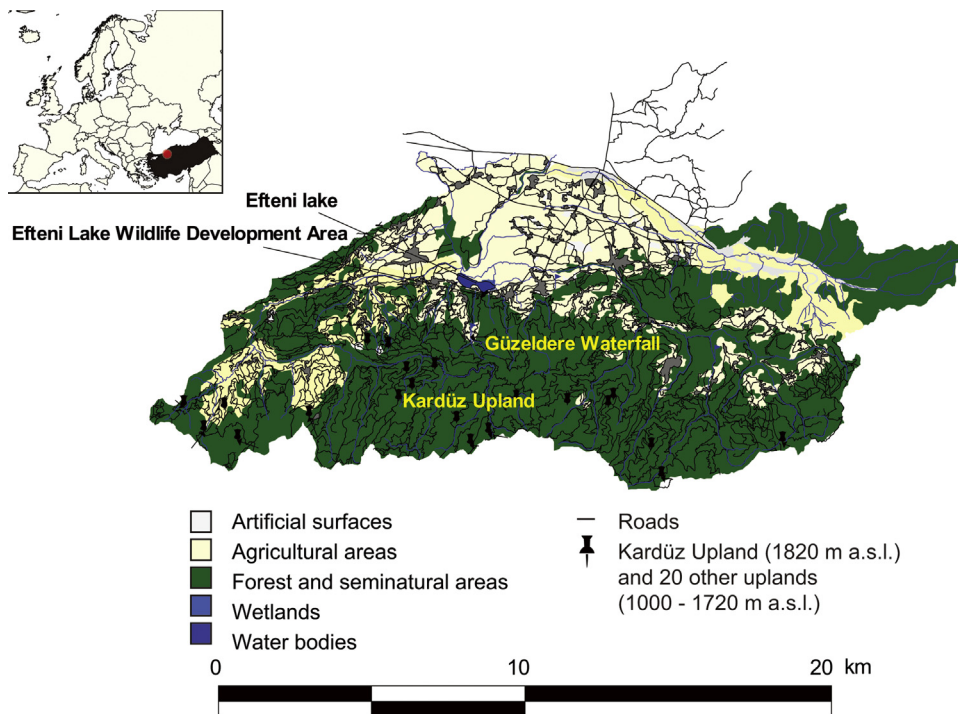 Efteni lake
Efteni Lake Wildlife Development Area
Güzeldere Waterfall
Kardüz Upland
Artificial surfaces
Agricultural areas
Forest and seminatural areas
Wetlands
Water bodies
Roads
Kardüz Upland (1820 m a.s.l.)
and 20 other uplands
(1000 - 1720 m a.s.l.)
0 10 20 km